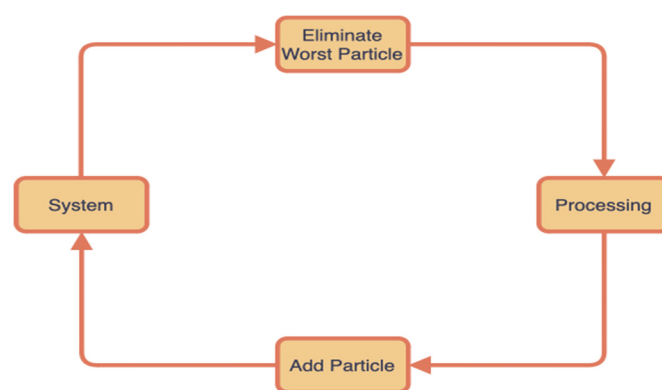 Eliminate
Worst Particle
System
Processing
Add Particle